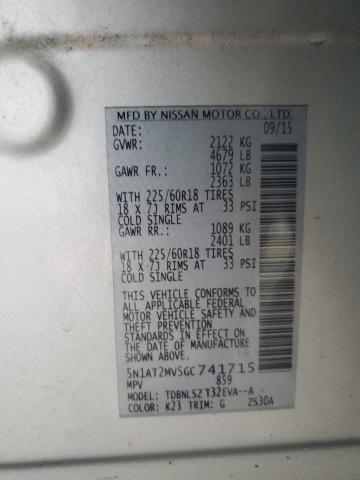 MFD BY NISSAN MOTOR CO., LTD.
DATE: 09/15
GVWR: 2122 KG
4679 LB
GAWR FR.: 1072 KG
2363 LB
WITH 225/60R18 TIRES
18 X 7J RIMS AT 33 PSI
COLD SINGLE
GAWR RR.: 1089 KG
2401 LB
WITH 225/60R18 TIRES
18 X 7J RIMS AT 33 PSI
COLD SINGLE
THIS VEHICLE CONFORMS TO
ALL APPLICABLE FEDERAL
MOTOR VEHICLE SAFETY AND
THEFT PREVENTION
STANDARDS IN EFFECT ON
THE DATE OF MANUFACTURE
SHOWN ABOVE.
5N1AT2MV5GC741715
MPV 859
MODEL: TDBNLSZ T32EVA--A -
COLOR: K23 TRIM: G ZS30A